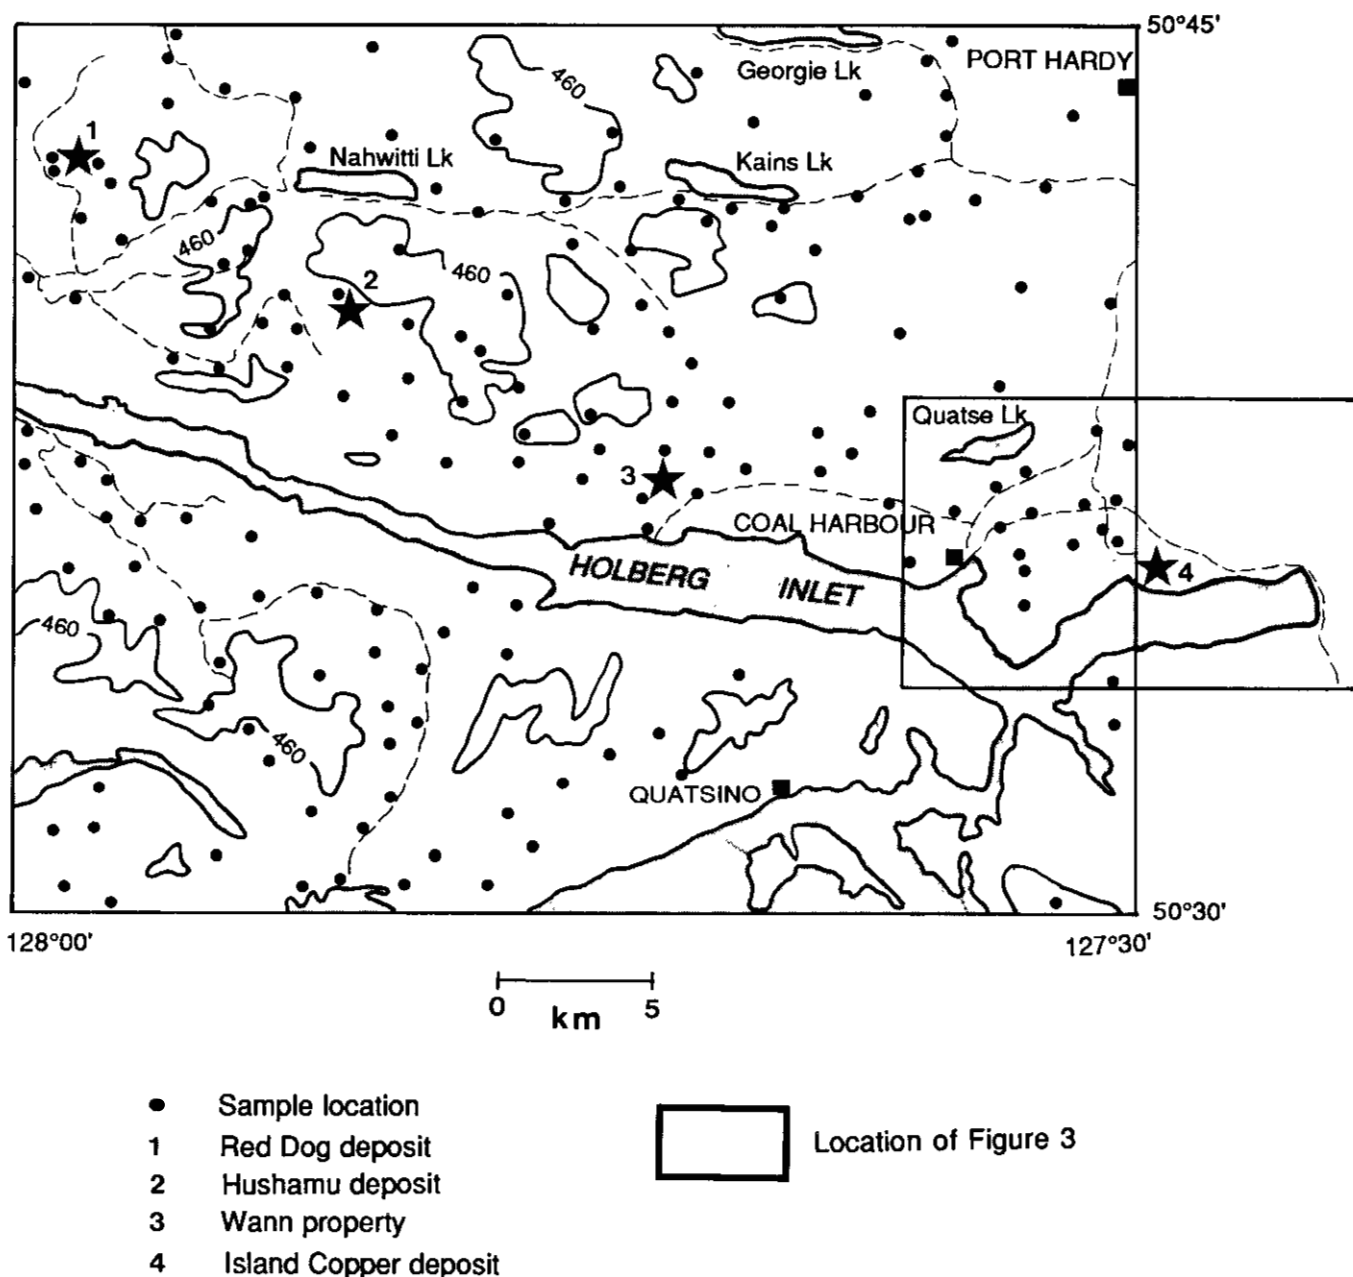 50°45'
PORT HARDY
Georgie Lk
460
1
Nahwitti Lk
Kains Lk
460
460
2
Quatse Lk
3
COAL HARBOUR
HOLBERG INLET
4
460
460
QUATSINO
50°30'
128°00'
127°30'
0 5
km
Sample location
1 Red Dog deposit
2 Hushamu deposit
3 Wann property
4 Island Copper deposit
Location of Figure 3